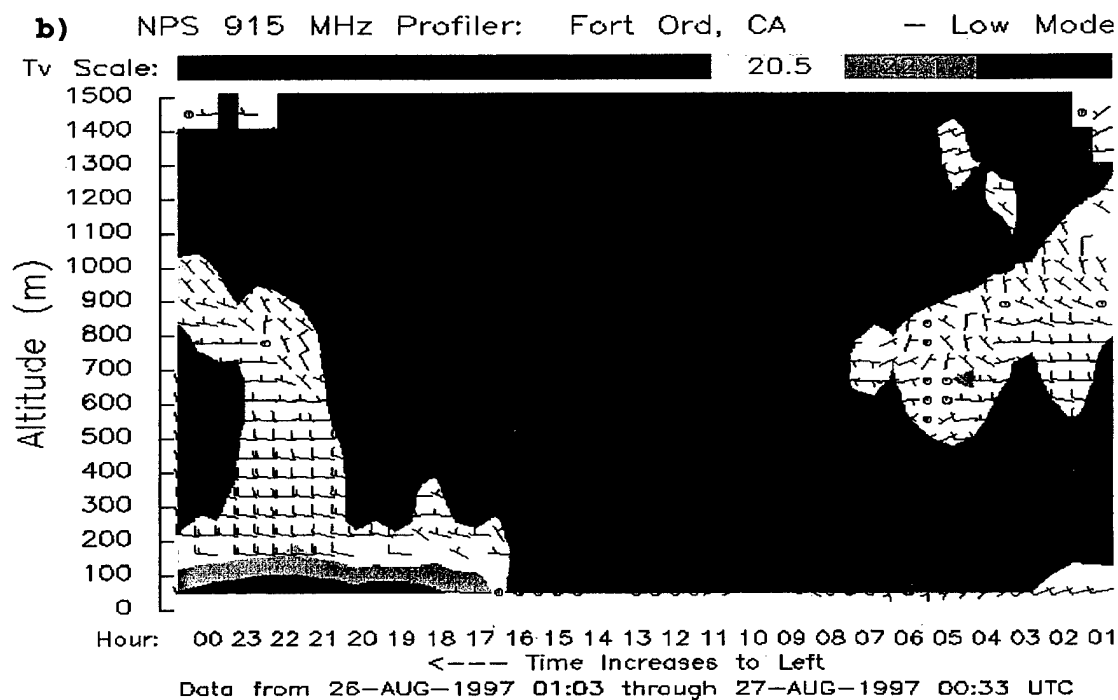 b) NPS 915 MHz Profiler: Fort Ord, CA — Low Mode
Tv Scale: 20.5 22.1
1500
1400
1300
1200
1100
1000
900
800
700
600
500
400
300
200
100
0
Altitude (m)
Hour: 00 23 22 21 20 19 18 17 16 15 14 13 12 11 10 09 08 07 06 05 04 03 02 01
<---- Time Increases to Left
Data from 26-AUG-1997 01:03 through 27-AUG-1997 00:33 UTC